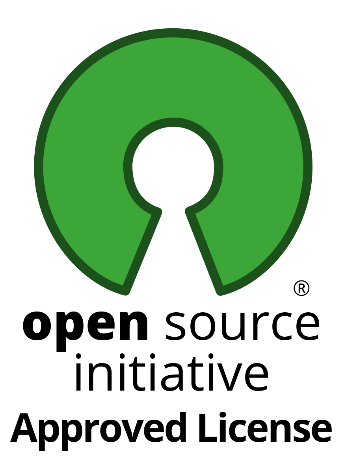 ®
open source
initiative
Approved License